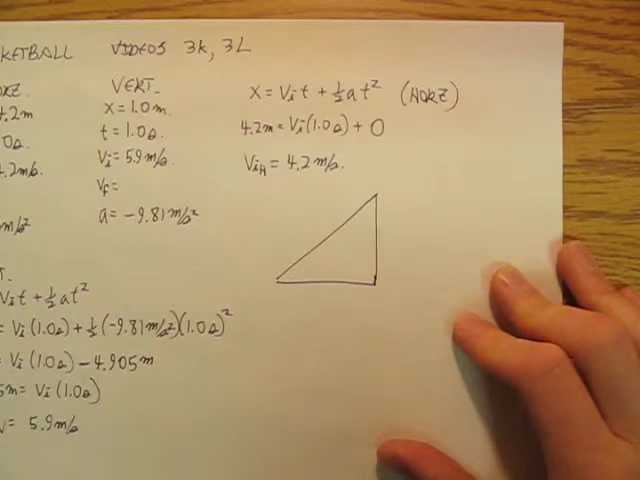 KETBALL VIDEOS 3K, 3L
RZ.
4.2m
.0s
4.2m/s.
m/s²
VERT.
x = 1.0m.
t = 1.0s.
Vi = 5.9m/s.
Vf =
a = -9.81m/s²
x = Vit + ½at² (HORZ)
4.2m = Vi(1.0s) + 0
ViH = 4.2m/s.
T.
Vit + ½at²
= Vi(1.0s) + ½(-9.81m/s²)(1.0s)²
= Vi(1.0s) - 4.905m
5m = Vi(1.0s)
= 5.9m/s